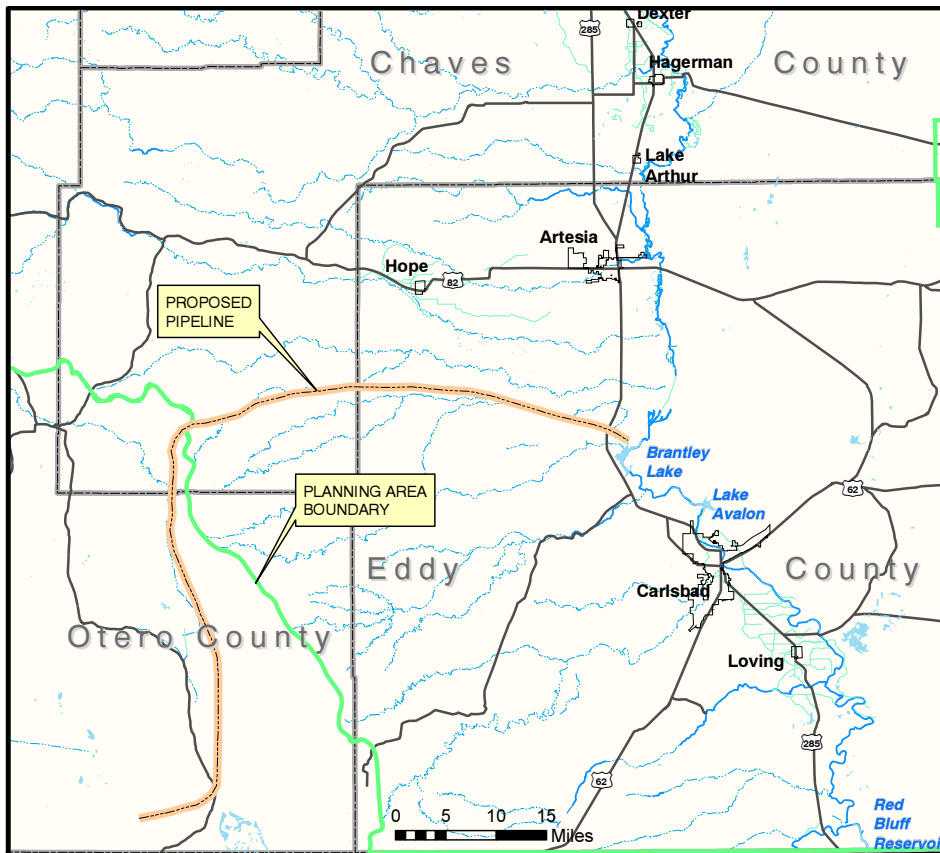 Dexter
285
Chaves County
Hagerman
Lake
Arthur
Artesia
Hope
82
PROPOSED
PIPELINE
Brantley
Lake
PLANNING AREA
BOUNDARY
62
Lake
Avalon
Eddy County
Carlsbad
Otero County
Loving
285
62
0 5 10 15
Miles
Red
Bluff
Reservoi